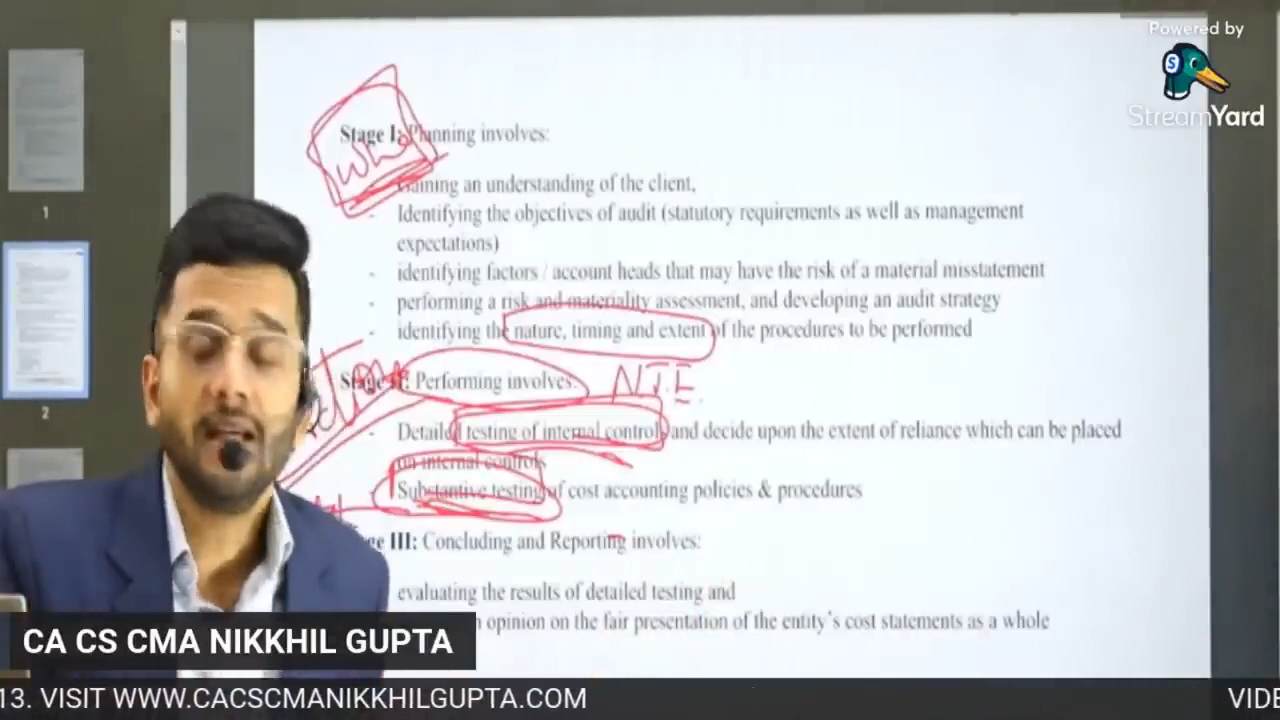 Powered by
StreamYard
Stage I: Planning involves:
Gaining an understanding of the client,
- Identifying the objectives of audit (statutory requirements as well as management
expectations)
- identifying factors / account heads that may have the risk of a material misstatement
- performing a risk and materiality assessment, and developing an audit strategy
- identifying the nature, timing and extent of the procedures to be performed
Stage II: Performing involves:
N.T.E.
- Detailed testing of internal control and decide upon the extent of reliance which can be placed
on internal controls
Substantive testing of cost accounting policies & procedures
III: Concluding and Reporting involves:
evaluating the results of detailed testing and
opinion on the fair presentation of the entity's cost statements as a whole
1
2
CA CS CMA NIKKHIL GUPTA
13. VISIT WWW.CACSCMANIKKHILGUPTA.COM